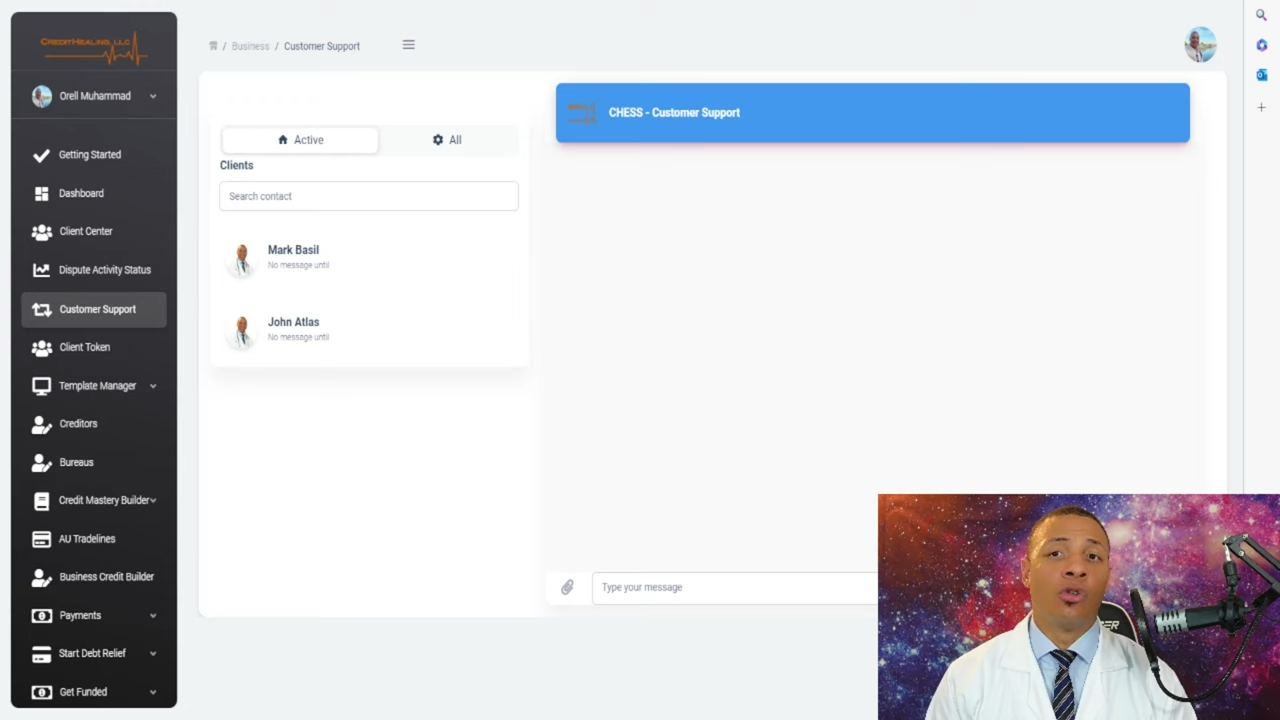 CREDITHEALING, LLC
Orell Muhammad
Getting Started
Dashboard
Client Center
Dispute Activity Status
Customer Support
Client Token
Template Manager
Creditors
Bureaus
Credit Mastery Builder
AU Tradelines
Business Credit Builder
Payments
Start Debt Relief
Get Funded
/ Business / Customer Support
Active
All
Clients
Search contact
Mark Basil
No message until
John Atlas
No message until
CHESS - Customer Support
Type your message